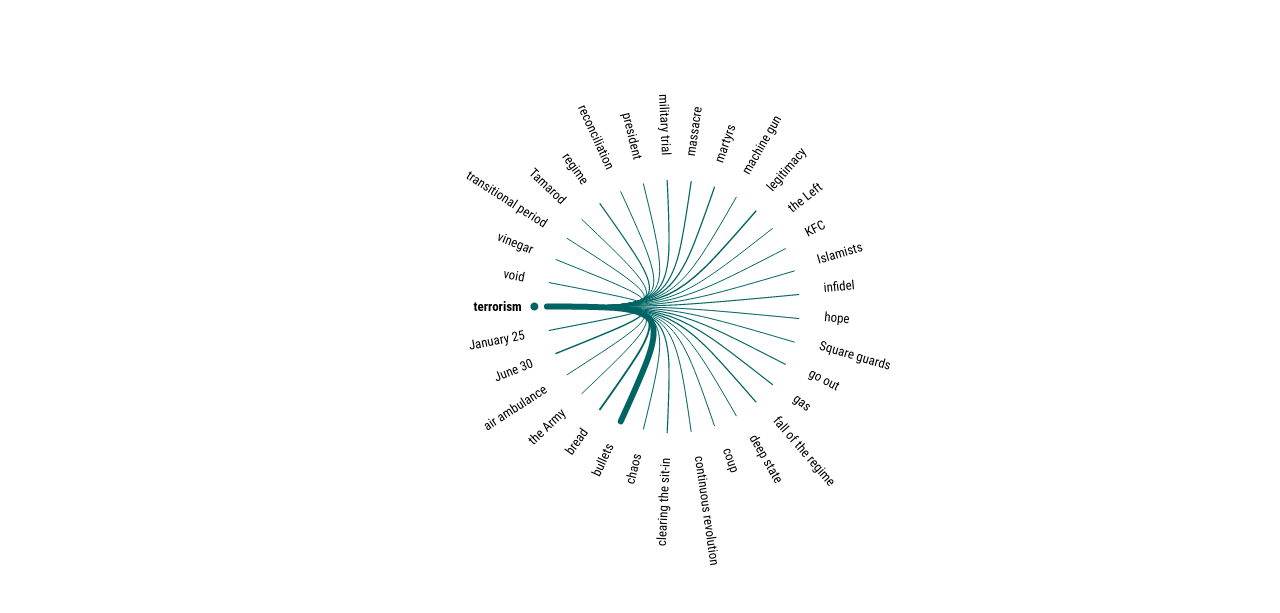 military trial
massacre
martyrs
machine gun
legitimacy
the Left
KFC
Islamists
infidel
hope
Square guards
go out
gas
fall of the regime
deep state
coup
continuous revolution
clearing the sit-in
chaos
bullets
bread
the Army
air ambulance
June 30
January 25
terrorism
void
vinegar
transitional period
Tamarod
regime
reconciliation
president